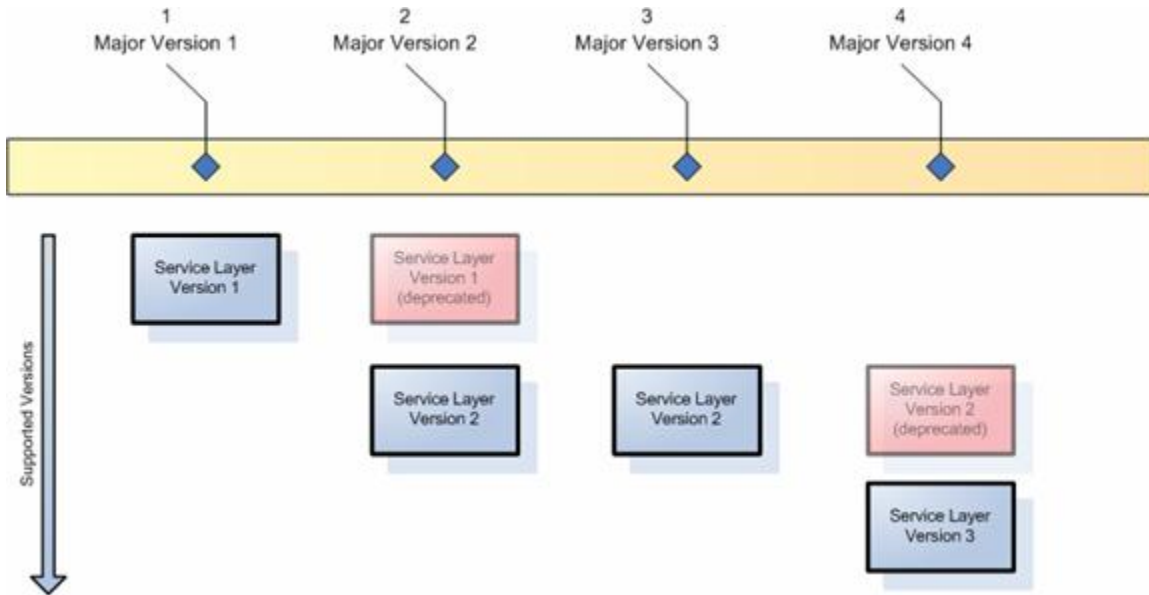 1
Major Version 1
2
Major Version 2
3
Major Version 3
4
Major Version 4
Supported Versions
Service Layer
Version 1
Service Layer
Version 1
(deprecated)
Service Layer
Version 2
Service Layer
Version 2
Service Layer
Version 2
(deprecated)
Service Layer
Version 3